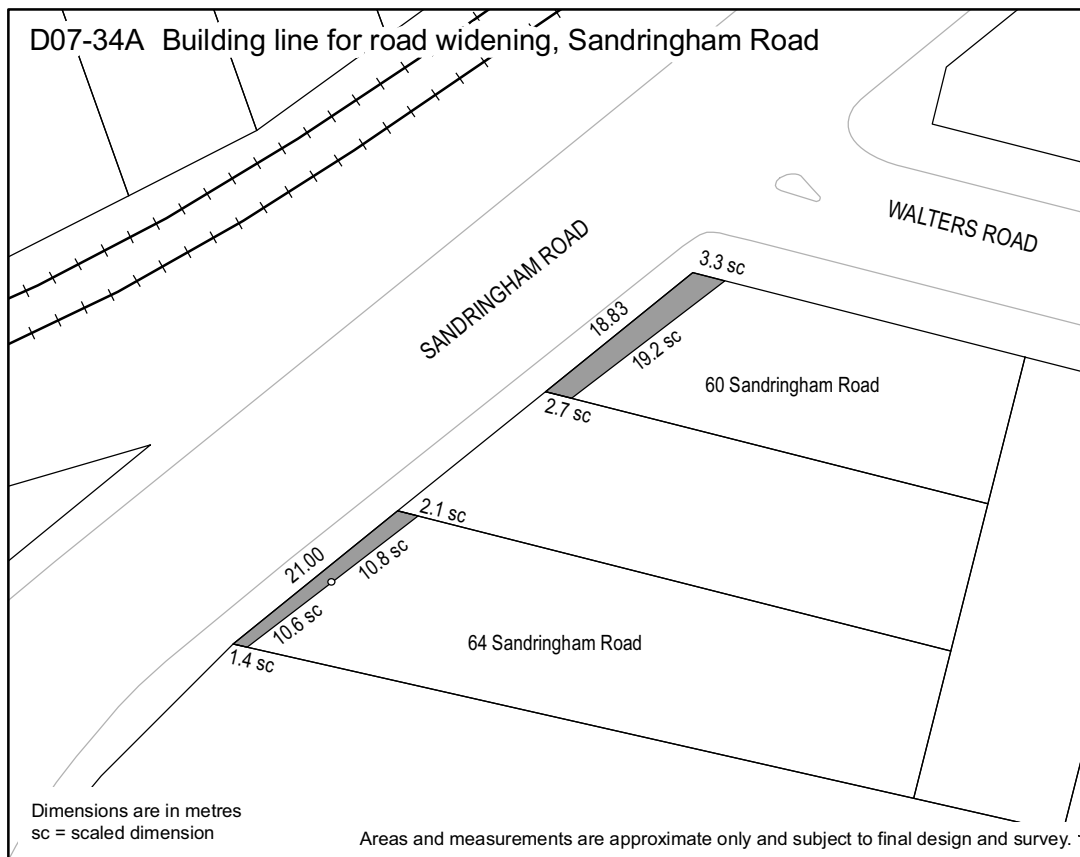 D07-34A Building line for road widening, Sandringham Road
WALTERS ROAD
SANDRINGHAM ROAD
3.3 sc
18.83
19.2 sc
60 Sandringham Road
2.7 sc
2.1 sc
21.00
10.8 sc
10.6 sc
64 Sandringham Road
1.4 sc
Dimensions are in metres
sc = scaled dimension
Areas and measurements are approximate only and subject to final design and survey.